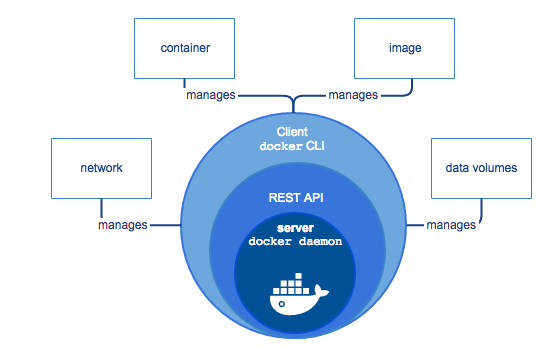 container
image
manages
manages
Client
docker CLI
network
data volumes
REST API
manages
server
docker daemon
manages